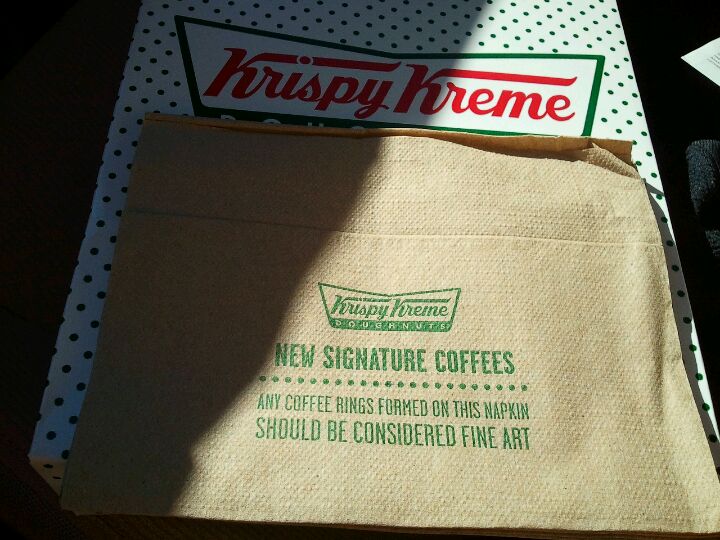 Krispy Kreme
Krispy Kreme
DOUGHNUTS
NEW SIGNATURE COFFEES
ANY COFFEE RINGS FORMED ON THIS NAPKIN
SHOULD BE CONSIDERED FINE ART